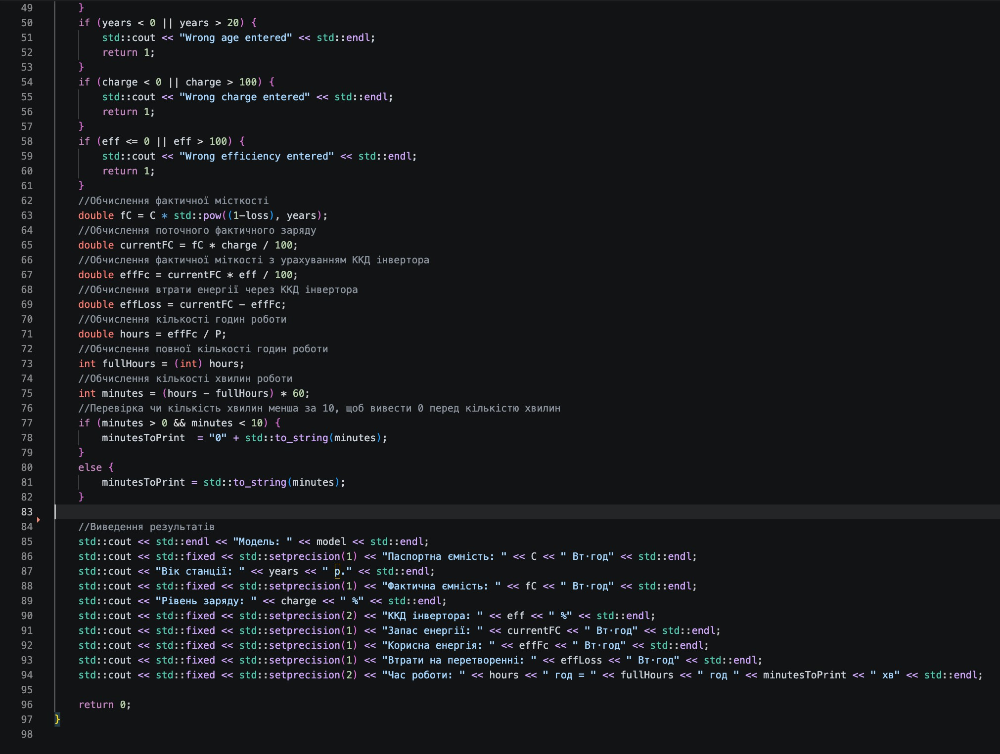 49 }
50 if (years < 0 || years > 20) {
51 std::cout << "Wrong age entered" << std::endl;
52 return 1;
53 }
54 if (charge < 0 || charge > 100) {
55 std::cout << "Wrong charge entered" << std::endl;
56 return 1;
57 }
58 if (eff <= 0 || eff > 100) {
59 std::cout << "Wrong efficiency entered" << std::endl;
60 return 1;
61 }
62 //Обчислення фактичної місткості
63 double fC = C * std::pow((1-loss), years);
64 //Обчислення поточного фактичного заряду
65 double currentFC = fC * charge / 100;
66 //Обчислення фактичної міткості з урахуванням ККД інвертора
67 double effFc = currentFC * eff / 100;
68 //Обчислення втрати енергії через ККД інвертора
69 double effLoss = currentFC - effFc;
70 //Обчислення кількості годин роботи
71 double hours = effFc / P;
72 //Обчислення повної кількості годин роботи
73 int fullHours = (int) hours;
74 //Обчислення кількості хвилин роботи
75 int minutes = (hours - fullHours) * 60;
76 //Перевірка чи кількість хвилин менша за 10, щоб вивести 0 перед кількістю хвилин
77 if (minutes > 0 && minutes < 10) {
78 minutesToPrint  = "0" + std::to_string(minutes);
79 }
80 else {
81 minutesToPrint = std::to_string(minutes);
82 }
83
84 //Виведення результатів
85 std::cout << std::endl << "Модель: " << model << std::endl;
86 std::cout << std::fixed << std::setprecision(1) << "Паспортна ємність: " << C << " Вт·год" << std::endl;
87 std::cout << "Вік станції: " << years << " р." << std::endl;
88 std::cout << std::fixed << std::setprecision(1) << "Фактична ємність: " << fC << " Вт·год" << std::endl;
89 std::cout << "Рівень заряду: " << charge << " %" << std::endl;
90 std::cout << std::fixed << std::setprecision(2) << "ККД інвертора: " << eff << " %" << std::endl;
91 std::cout << std::fixed << std::setprecision(1) << "Запас енергії: " << currentFC << " Вт·год" << std::endl;
92 std::cout << std::fixed << std::setprecision(1) << "Корисна енергія: " << effFc << " Вт·год" << std::endl;
93 std::cout << std::fixed << std::setprecision(1) << "Втрати на перетворенні: " << effLoss << " Вт·год" << std::endl;
94 std::cout << std::fixed << std::setprecision(2) << "Час роботи: " << hours << " год = " << fullHours << " год " << minutesToPrint << " хв" << std::endl;
95
96 return 0;
97 }
98